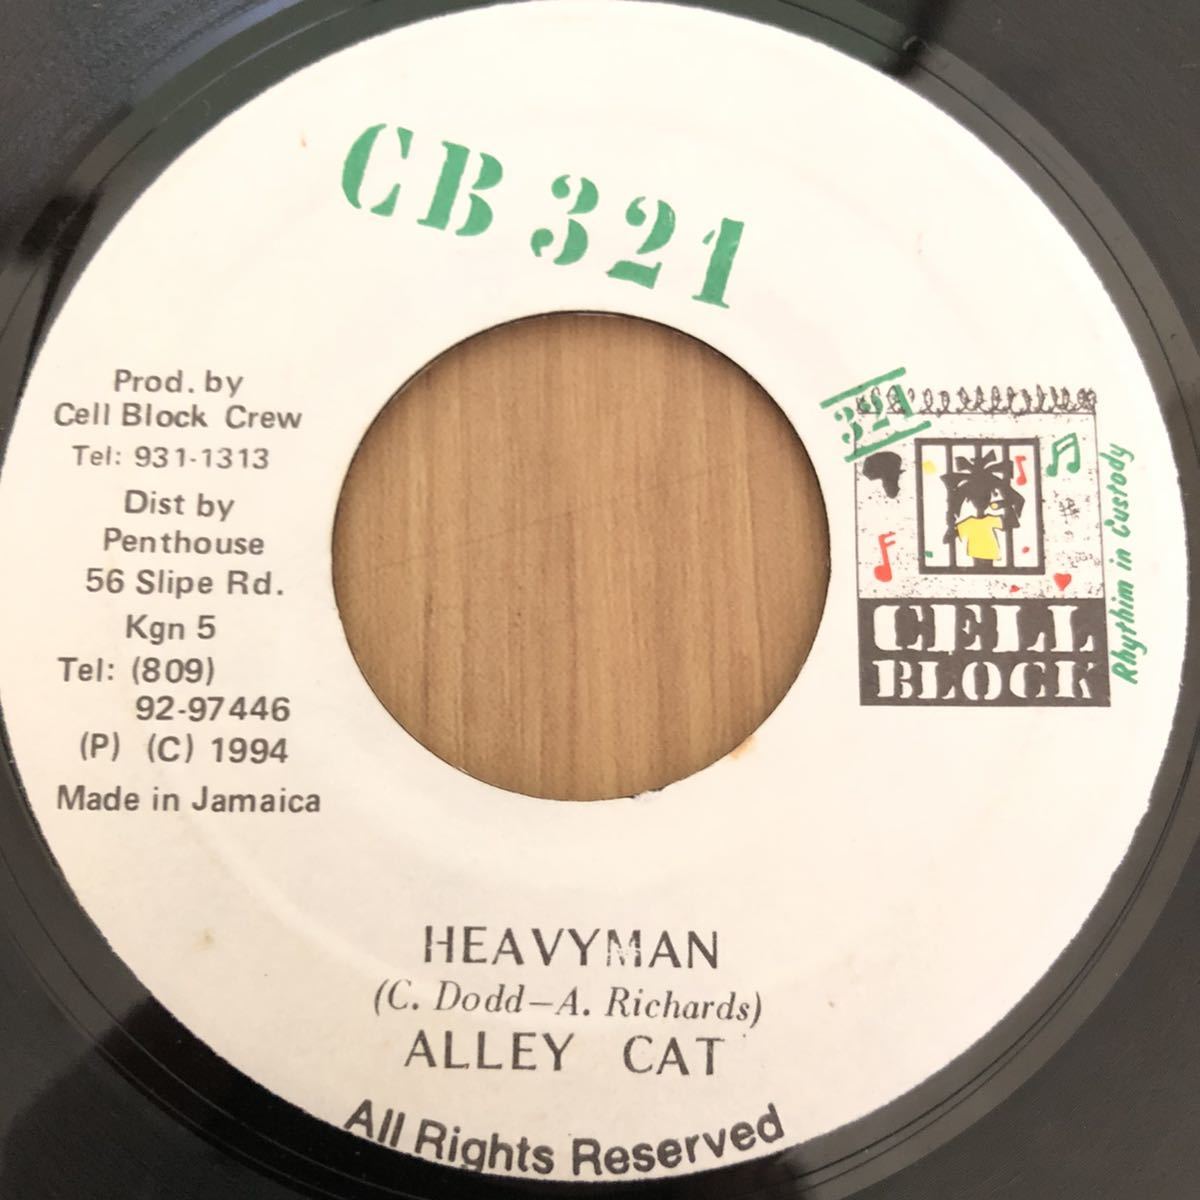 CB 321
Prod. by
Cell Block Crew
Tel: 931-1313
Dist by
Penthouse
56 Slipe Rd.
Kgn 5
Tel: (809)
92-97446
(P) (C) 1994
Made in Jamaica
321
CELL
BLOCK
Rhythim in Custody
HEAVYMAN
(C. Dodd–A. Richards)
ALLEY CAT
All Rights Reserved